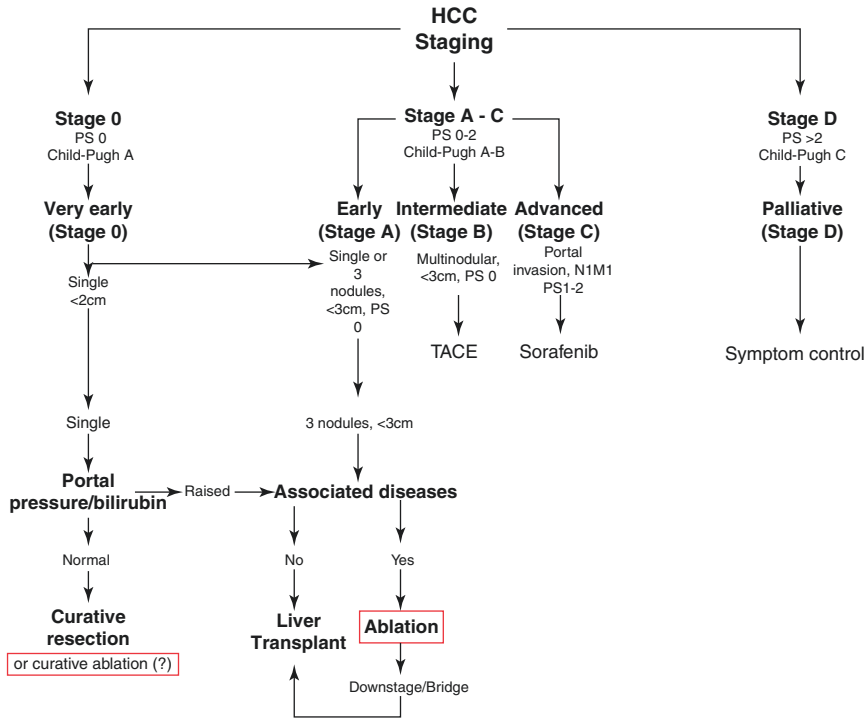 HCC
Staging
Stage 0
PS 0
Child-Pugh A
Stage A - C
PS 0-2
Child-Pugh A-B
Stage D
PS >2
Child-Pugh C
Very early
(Stage 0)
Early
(Stage A)
Intermediate
(Stage B)
Advanced
(Stage C)
Palliative
(Stage D)
Single
<2cm
Single or
3
nodules,
<3cm, PS
0
Multinodular,
<3cm, PS 0
Portal
invasion, N1M1
PS1-2
TACE
Sorafenib
Symptom control
Single
3 nodules, <3cm
Portal
pressure/bilirubin
Raised
Associated diseases
Normal
No
Yes
Curative
resection
or curative ablation (?)
Liver
Transplant
Ablation
Downstage/Bridge